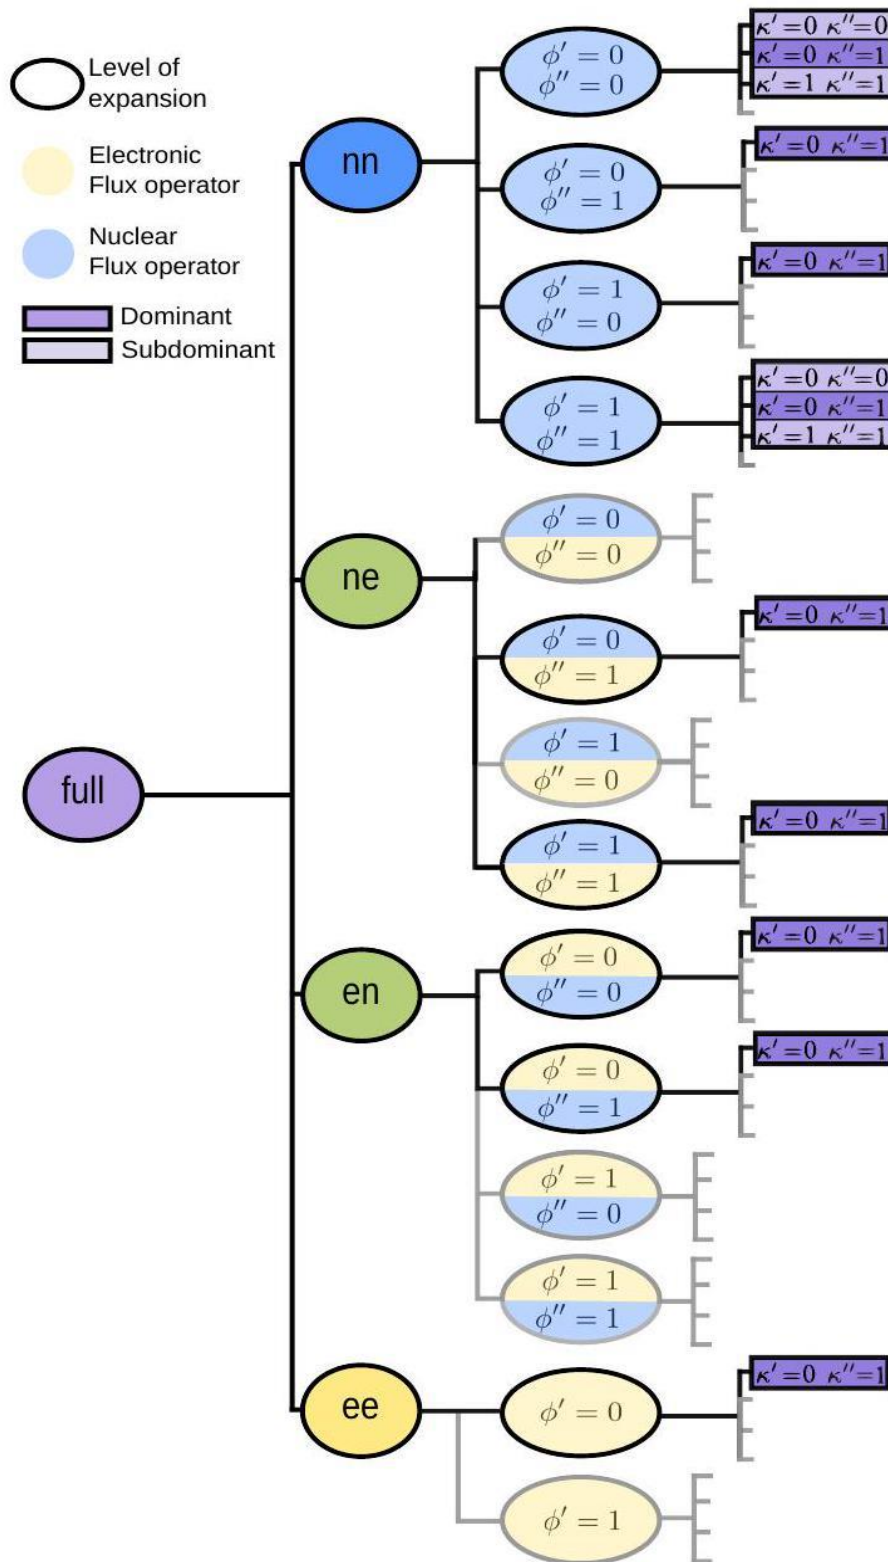 Level of
expansion
Electronic
Flux operator
Nuclear
Flux operator
Dominant
Subdominant
full
nn
ϕ′ = 0
ϕ″ = 0
κ′=0 κ″=0
κ′=0 κ″=1
κ′=1 κ″=1
ϕ′ = 0
ϕ″ = 1
κ′=0 κ″=1
ϕ′ = 1
ϕ″ = 0
κ′=0 κ″=1
ϕ′ = 1
ϕ″ = 1
κ′=0 κ″=0
κ′=0 κ″=1
κ′=1 κ″=1
ne
ϕ′ = 0
ϕ″ = 0
ϕ′ = 0
ϕ″ = 1
κ′=0 κ″=1
ϕ′ = 1
ϕ″ = 0
ϕ′ = 1
ϕ″ = 1
κ′=0 κ″=1
en
ϕ′ = 0
ϕ″ = 0
κ′=0 κ″=1
ϕ′ = 0
ϕ″ = 1
κ′=0 κ″=1
ϕ′ = 1
ϕ″ = 0
ϕ′ = 1
ϕ″ = 1
ee
ϕ′ = 0
κ′=0 κ″=1
ϕ′ = 1